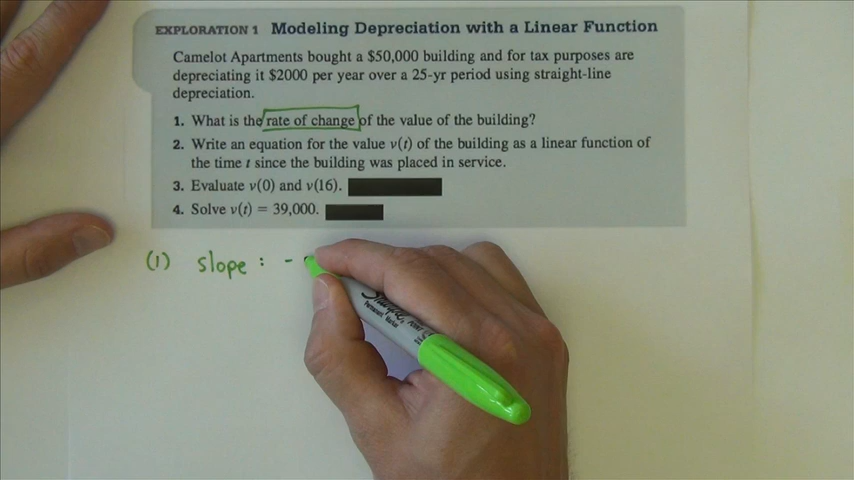 EXPLORATION 1 Modeling Depreciation with a Linear Function
Camelot Apartments bought a $50,000 building and for tax purposes are
depreciating it $2000 per year over a 25-yr period using straight-line
depreciation.
1. What is the rate of change of the value of the building?
2. Write an equation for the value v(t) of the building as a linear function of
the time t since the building was placed in service.
3. Evaluate v(0) and v(16).
4. Solve v(t) = 39,000.
(1) slope : -
Sharpie